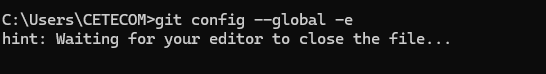 C:\Users\CETECOM>git config --global -e
hint: Waiting for your editor to close the file...